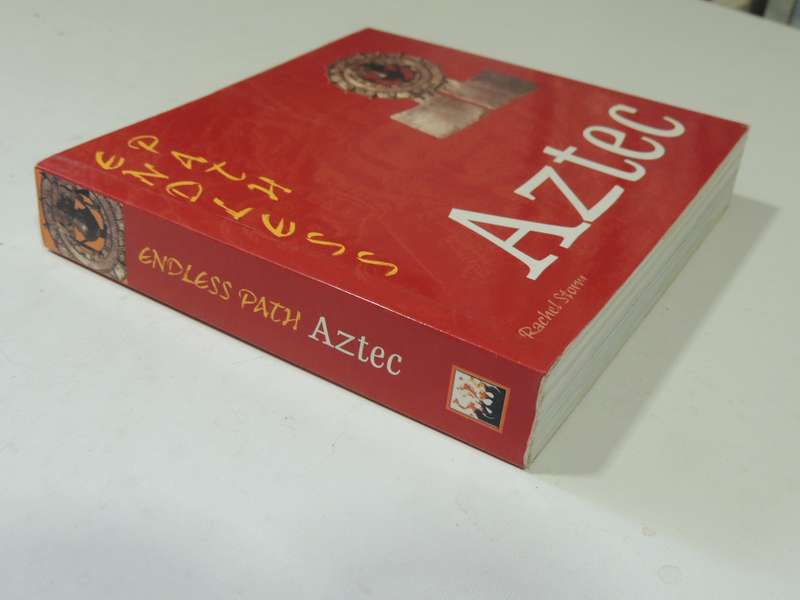 ENDLESS
PATH
Aztec
Rachel Storm
ENDLESS PATH Aztec